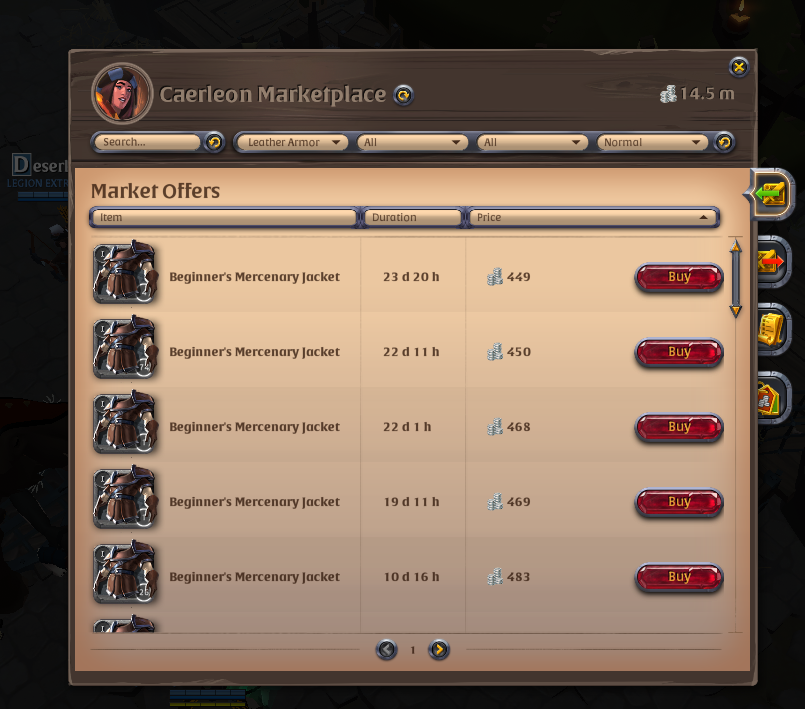 Caerleon Marketplace
14.5 m
Search...
Leather Armor
All
All
Normal
Deserl
LEGION EXTR
Market Offers
Item
Duration
Price
I
Beginner's Mercenary Jacket
23 d 20 h
449
Buy
I
Beginner's Mercenary Jacket
22 d 11 h
450
Buy
I
Beginner's Mercenary Jacket
22 d 1 h
468
Buy
I
Beginner's Mercenary Jacket
19 d 11 h
469
Buy
I
Beginner's Mercenary Jacket
10 d 16 h
483
Buy
1